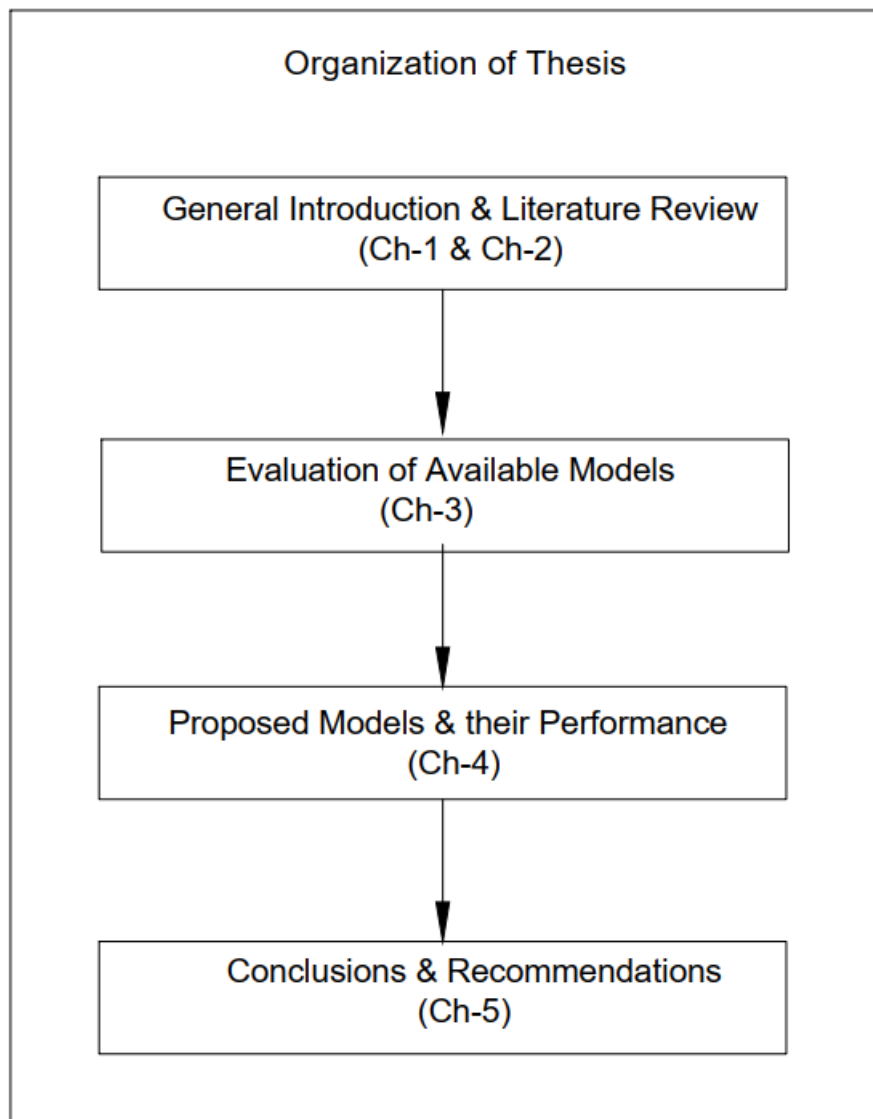 Organization of Thesis
General Introduction & Literature Review
(Ch-1 & Ch-2)
Evaluation of Available Models
(Ch-3)
Proposed Models & their Performance
(Ch-4)
Conclusions & Recommendations
(Ch-5)